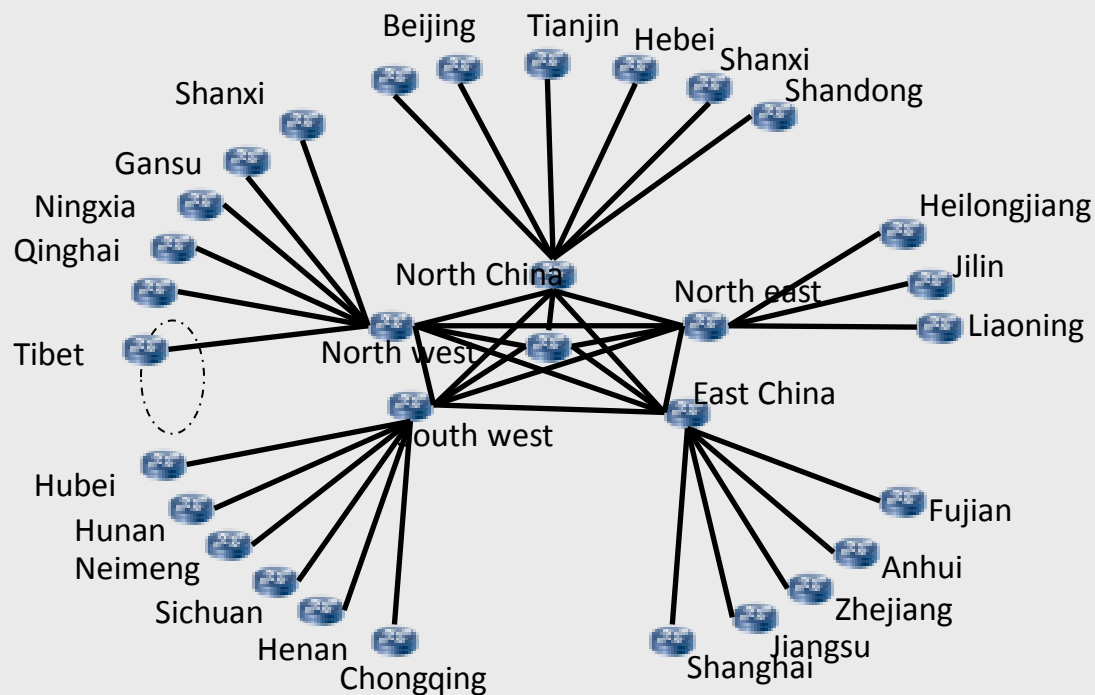 Beijing
Tianjin
Hebei
Shanxi
Shandong
Shanxi
Gansu
Ningxia
Qinghai
Tibet
Heilongjiang
Jilin
Liaoning
North China
North east
North west
East China
South west
Hubei
Hunan
Neimeng
Sichuan
Henan
Chongqing
Fujian
Anhui
Zhejiang
Jiangsu
Shanghai